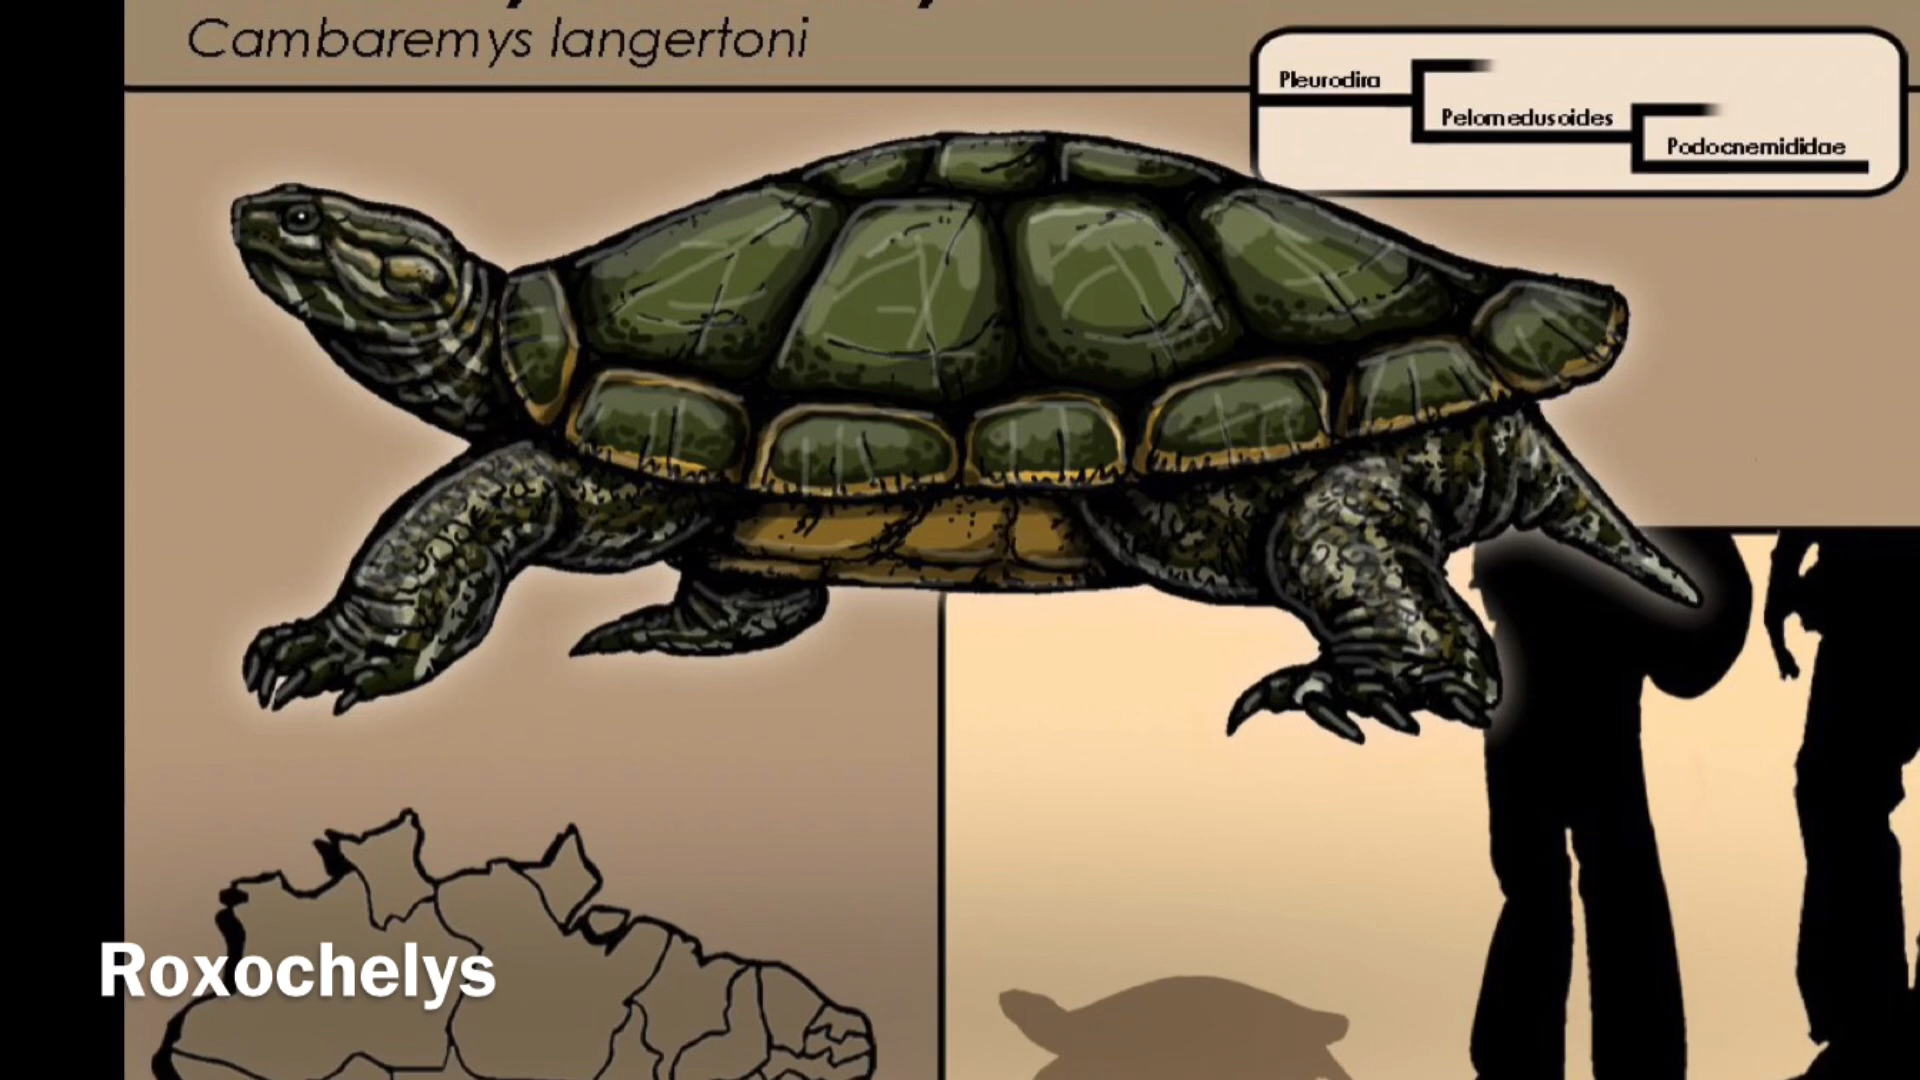 Cambaremys langertoni
Pleurodira
Pelomedusoides
Podocnemididae
Roxochelys